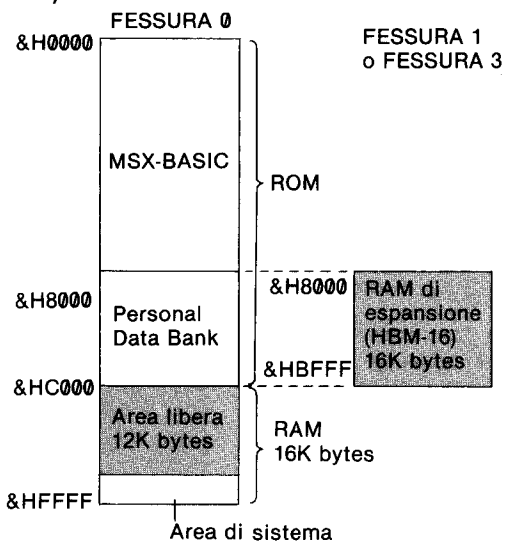 FESSURA 0
&H0000
FESSURA 1
o FESSURA 3
MSX-BASIC
ROM
&H8000
Personal
Data Bank
&H8000
&HBFFF
RAM di
espansione
(HBM-16)
16K bytes
&HC000
Area libera
12K bytes
RAM
16K bytes
&HFFFF
Area di sistema